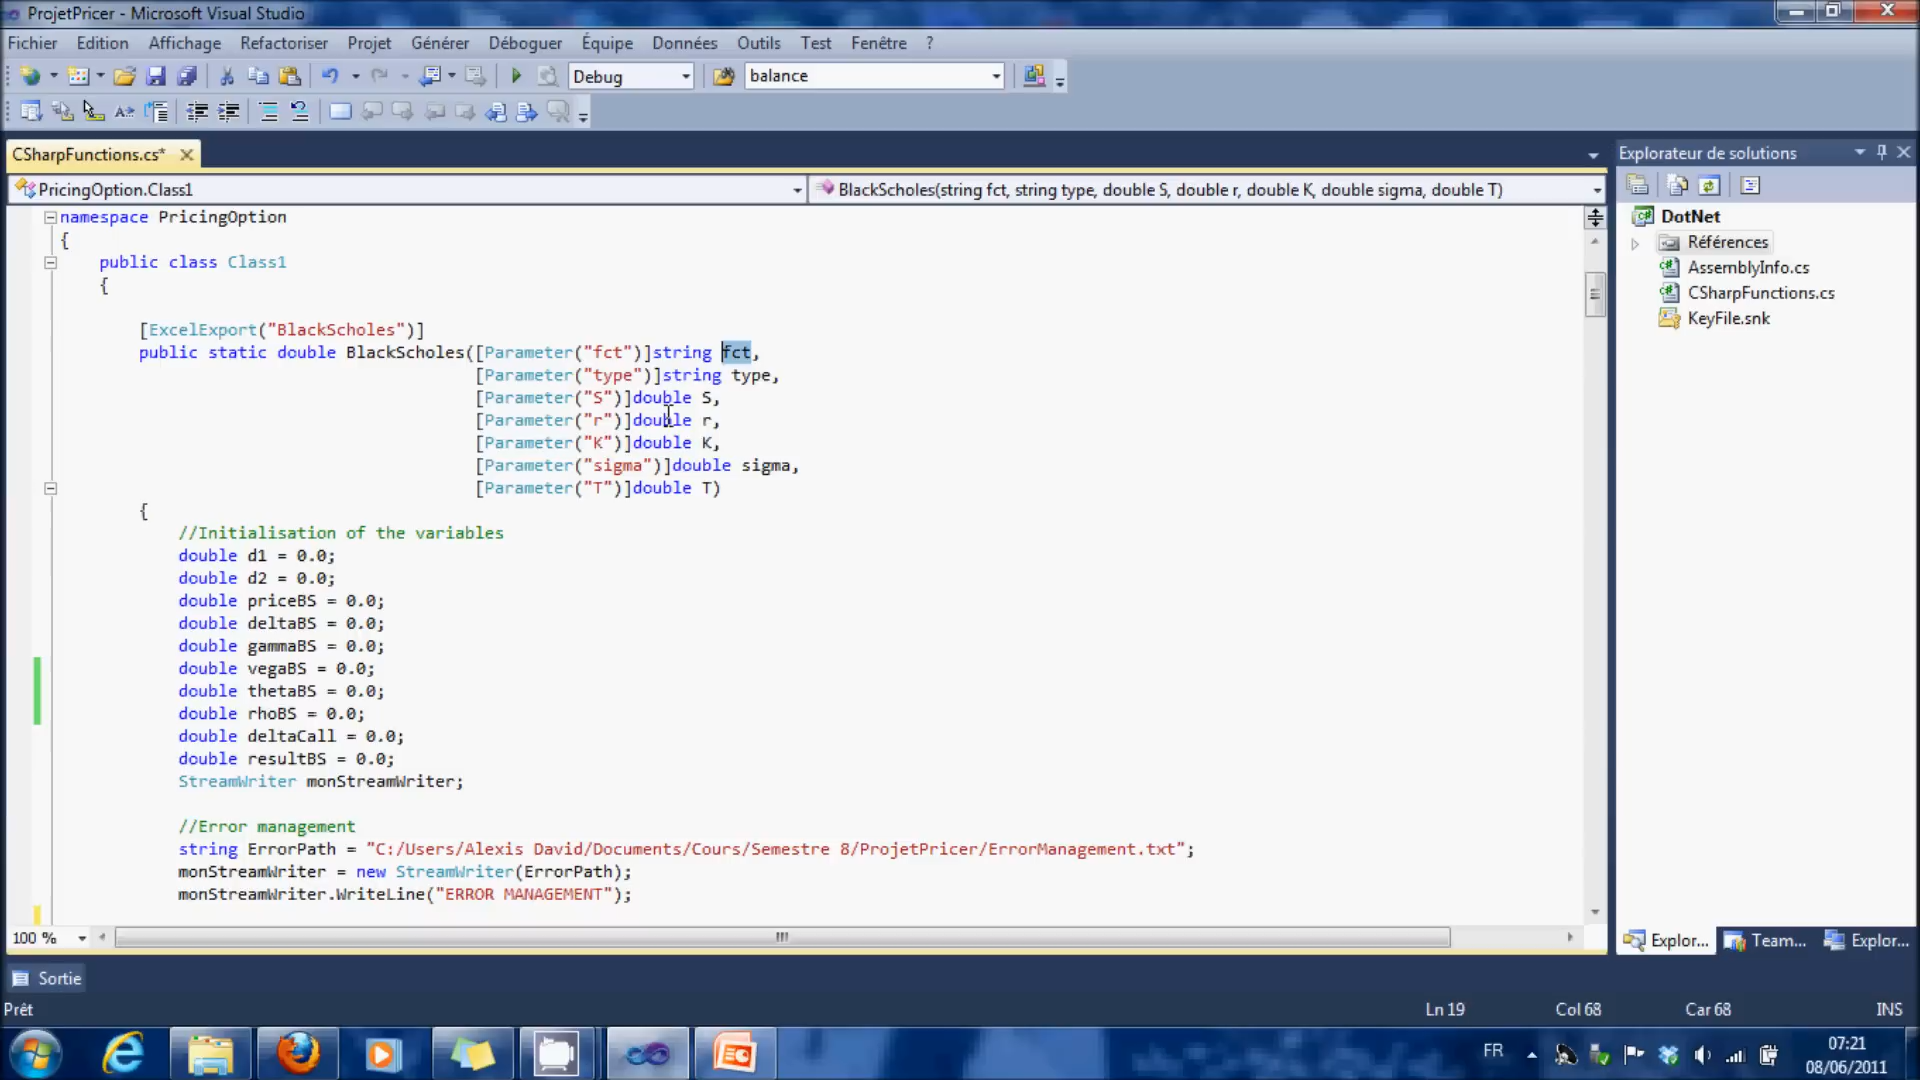 ProjetPricer - Microsoft Visual Studio
Fichier Edition Affichage Refactoriser Projet Générer Déboguer Équipe Données Outils Test Fenêtre ?
Debug balance
CSharpFunctions.cs*
PricingOption.Class1 BlackScholes(string fct, string type, double S, double r, double K, double sigma, double T)
namespace PricingOption
{
public class Class1
{
[ExcelExport("BlackScholes")]
public static double BlackScholes([Parameter("fct")]string fct,
[Parameter("type")]string type,
[Parameter("S")]double S,
[Parameter("r")]double r,
[Parameter("K")]double K,
[Parameter("sigma")]double sigma,
[Parameter("T")]double T)
{
//Initialisation of the variables
double d1 = 0.0;
double d2 = 0.0;
double priceBS = 0.0;
double deltaBS = 0.0;
double gammaBS = 0.0;
double vegaBS = 0.0;
double thetaBS = 0.0;
double rhoBS = 0.0;
double deltaCall = 0.0;
double resultBS = 0.0;
StreamWriter monStreamWriter;
//Error management
string ErrorPath = "C:/Users/Alexis David/Documents/Cours/Semestre 8/ProjetPricer/ErrorManagement.txt";
monStreamWriter = new StreamWriter(ErrorPath);
monStreamWriter.WriteLine("ERROR MANAGEMENT");
100 %
Explorateur de solutions
DotNet
Références
AssemblyInfo.cs
CSharpFunctions.cs
KeyFile.snk
Explor... Team... Explor...
Sortie
Prêt Ln 19 Col 68 Car 68 INS
FR
07:21
08/06/2011